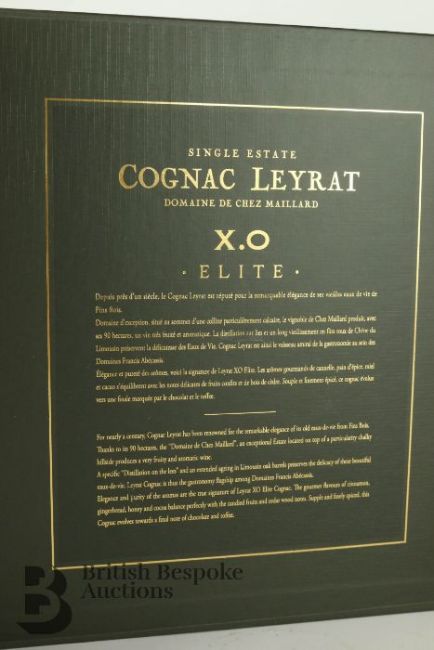 SINGLE ESTATE
COGNAC LEYRAT
DOMAINE DE CHEZ MAILLARD
X.O
· ELITE ·
Depuis près d'un siècle, le Cognac Leyrat est réputé pour la remarquable élégance de ses vieilles eaux de vie de
Fins Bois.
Domaine d'exception, situé au sommet d'une colline particulièrement calcaire, le vignoble de Chez Maillard produit, avec
ses 90 hectares, un vin très fruité et aromatique. La distillation sur lies et un long vieillissement en fûts roux de Chêne du
Limousin préservent la délicatesse des Eaux de Vie. Cognac Leyrat est ainsi le vaisseau amiral de la gastronomie au sein des
Domaines Francis Abécassis.
Elégance et pureté des arômes, voici la signature de Leyrat XO Elite. Les arômes gourmands de cannelle, pain d'épice, miel
et cacao s'équilibrent avec les notes délicates de fruits confits et de bois de cèdre. Souple et finement épicé, ce cognac évolue
vers une finale marquée par le chocolat et le coffee.
For nearly a century, Cognac Leyrat has been renowned for the remarkable elegance of its old eaux-de-vie from Fins Bois.
Thanks to its 90 hectares, the "Domaine de Chez Maillard", an exceptional Estate located on top of a particularly chalky
hillside produces a very fruity and aromatic wine.
A specific "Distillation on the lees" and an extended ageing in Limousin oak barrels preserves the delicacy of these beautiful
eaux-de-vie. Leyrat Cognac is thus the gastronomy flagship among Domaines Francis Abécassis.
Elegance and purity of the aromas are the true signature of Leyrat XO Elite Cognac. The gourmet flavours of cinnamon,
gingerbread, honey and cocoa balance perfectly with the candied fruits and cedar wood notes. Supple and finely spiced, this
Cognac evolves towards a final note of chocolate and toffee.
B
British Bespoke
Auctions